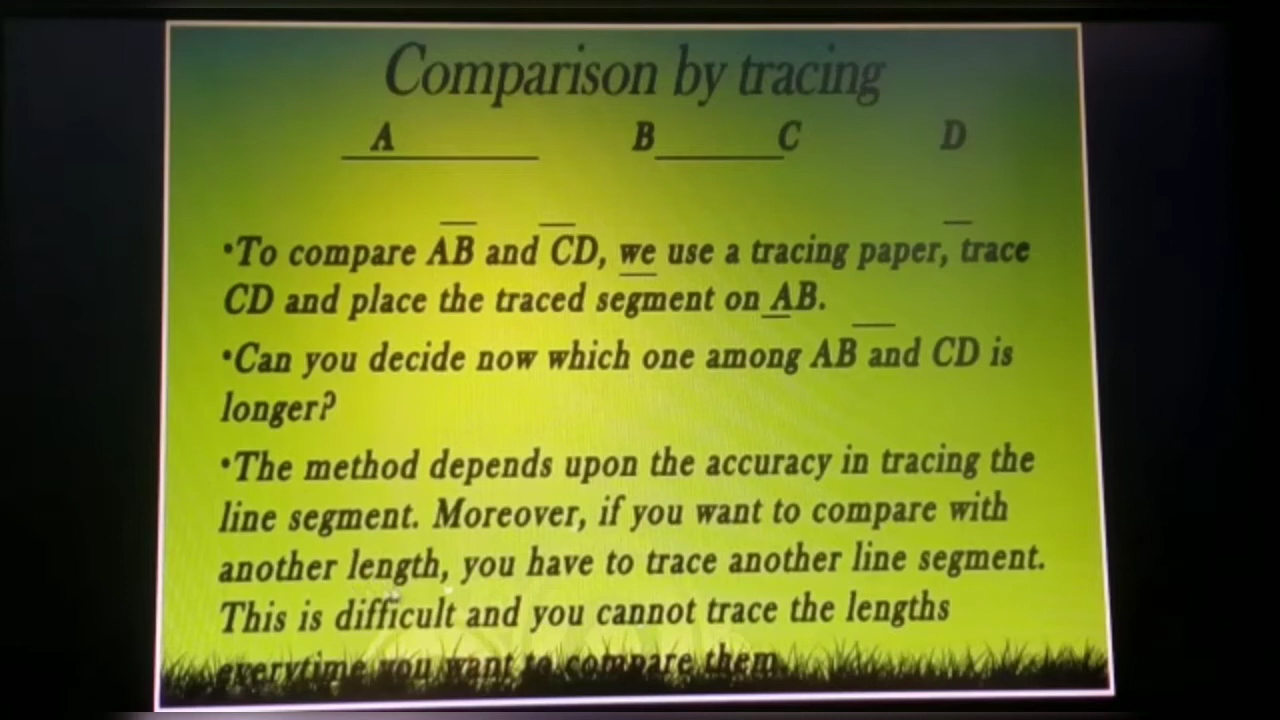 Comparison by tracing
A B C D
•To compare AB and CD, we use a tracing paper, trace
CD and place the traced segment on AB.
•Can you decide now which one among AB and CD is
longer?
•The method depends upon the accuracy in tracing the
line segment. Moreover, if you want to compare with
another length, you have to trace another line segment.
This is difficult and you cannot trace the lengths
everytime you want to compare them.